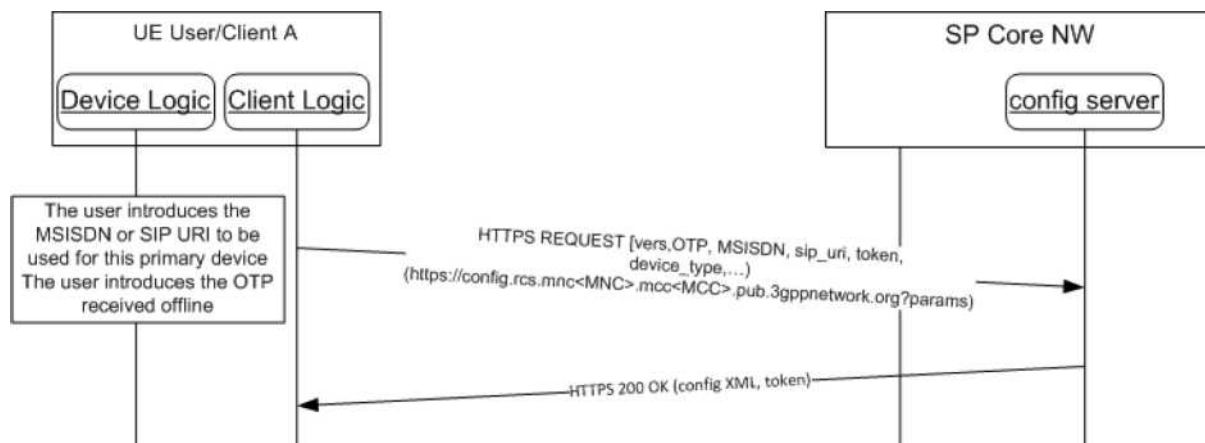 UE User/Client A
SP Core NW
Device Logic
Client Logic
config server
The user introduces the
MSISDN or SIP URI to be
used for this primary device
The user introduces the OTP
received offline
HTTPS REQUEST [vers,OTP, MSISDN, sip_uri, token,
device_type,...)
(https://config.rcs.mnc<MNC>.mcc<MCC>.pub.3gppnetwork.org?params)
HTTPS 200 OK (config XML, token)